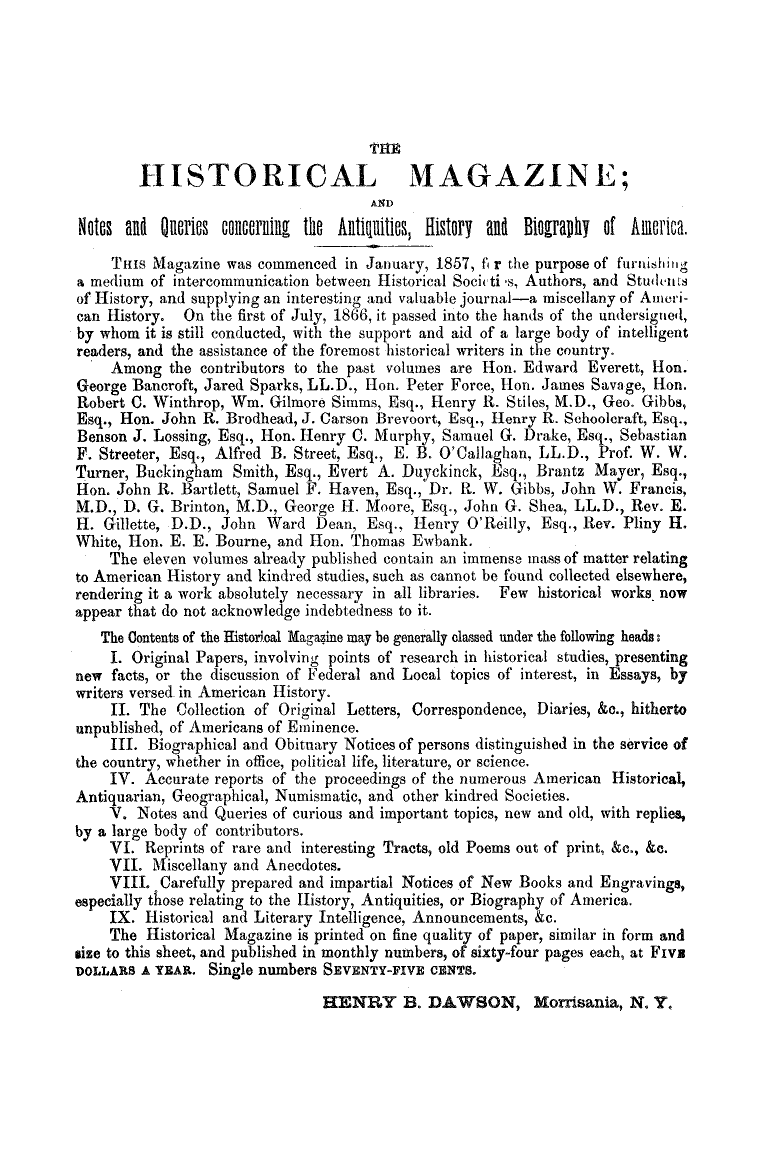 THE
HISTORICAL MAGAZINE;
AND
Notes and Queries concerning the Antiquities, History and Biography of America.
THIS Magazine was commenced in January, 1857, for the purpose of furnishing
a medium of intercommunication between Historical Societies, Authors, and Students
of History, and supplying an interesting and valuable journal—a miscellany of Ameri-
can History. On the first of July, 1866, it passed into the hands of the undersigned,
by whom it is still conducted, with the support and aid of a large body of intelligent
readers, and the assistance of the foremost historical writers in the country.
Among the contributors to the past volumes are Hon. Edward Everett, Hon.
George Bancroft, Jared Sparks, LL.D., Hon. Peter Force, Hon. James Savage, Hon.
Robert C. Winthrop, Wm. Gilmore Simms, Esq., Henry R. Stiles, M.D., Geo. Gibbs,
Esq., Hon. John R. Brodhead, J. Carson Brevoort, Esq., Henry R. Schoolcraft, Esq.,
Benson J. Lossing, Esq., Hon. Henry C. Murphy, Samuel G. Drake, Esq., Sebastian
F. Streeter, Esq., Alfred B. Street, Esq., E. B. O'Callaghan, LL.D., Prof. W. W.
Turner, Buckingham Smith, Esq., Evert A. Duyckinck, Esq., Brantz Mayer, Esq.,
Hon. John R. Bartlett, Samuel F. Haven, Esq., Dr. R. W. Gibbs, John W. Francis,
M.D., D. G. Brinton, M.D., George H. Moore, Esq., John G. Shea, LL.D., Rev. E.
H. Gillette, D.D., John Ward Dean, Esq., Henry O'Reilly, Esq., Rev. Pliny H.
White, Hon. E. E. Bourne, and Hon. Thomas Ewbank.
The eleven volumes already published contain an immense mass of matter relating
to American History and kindred studies, such as cannot be found collected elsewhere,
rendering it a work absolutely necessary in all libraries. Few historical works now
appear that do not acknowledge indebtedness to it.
The Contents of the Historical Magazine may be generally classed under the following heads:
I. Original Papers, involving points of research in historical studies, presenting
new facts, or the discussion of Federal and Local topics of interest, in Essays, by
writers versed in American History.
II. The Collection of Original Letters, Correspondence, Diaries, &c., hitherto
unpublished, of Americans of Eminence.
III. Biographical and Obituary Notices of persons distinguished in the service of
the country, whether in office, political life, literature, or science.
IV. Accurate reports of the proceedings of the numerous American Historical,
Antiquarian, Geographical, Numismatic, and other kindred Societies.
V. Notes and Queries of curious and important topics, new and old, with replies,
by a large body of contributors.
VI. Reprints of rare and interesting Tracts, old Poems out of print, &c., &c.
VII. Miscellany and Anecdotes.
VIII. Carefully prepared and impartial Notices of New Books and Engravings,
especially those relating to the History, Antiquities, or Biography of America.
IX. Historical and Literary Intelligence, Announcements, &c.
The Historical Magazine is printed on fine quality of paper, similar in form and
size to this sheet, and published in monthly numbers, of sixty-four pages each, at FIVE
DOLLARS A YEAR. Single numbers SEVENTY-FIVE CENTS.
HENRY B. DAWSON, Morrisania, N. Y.